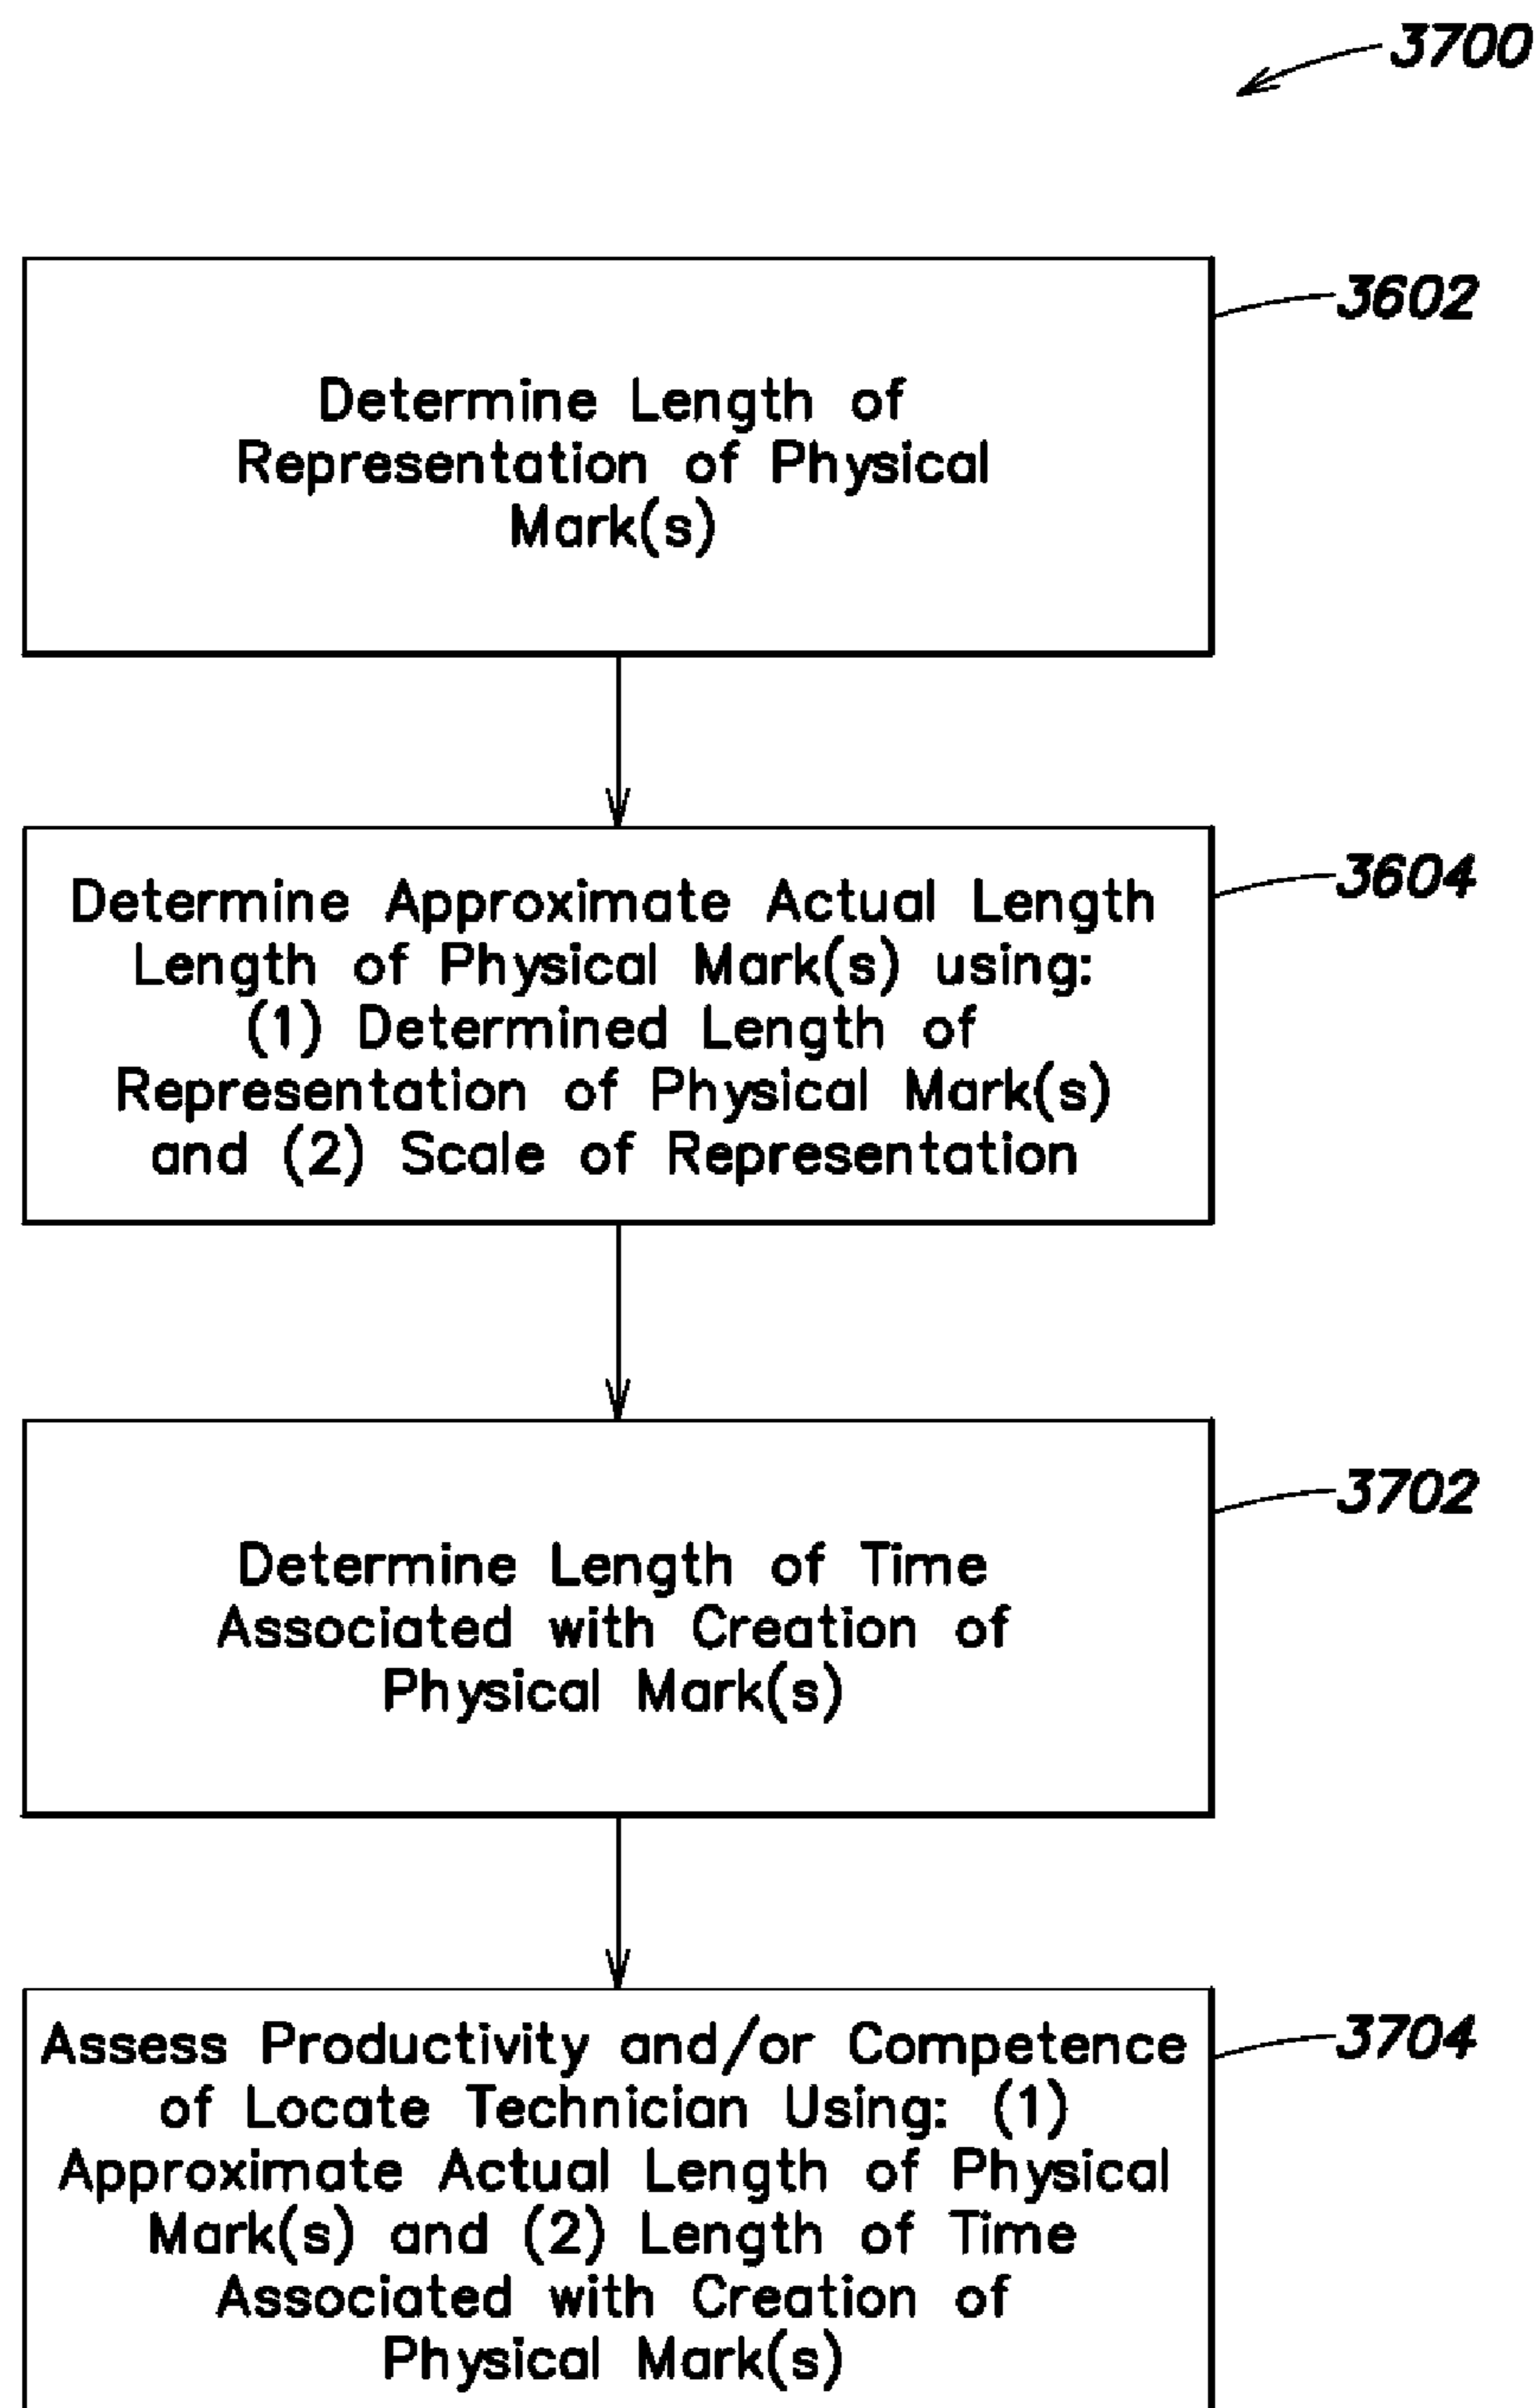 3700
3602
Determine Length of
Representation of Physical
Mark(s)
3604
Determine Approximate Actual Length
Length of Physical Mark(s) using:
(1) Determined Length of
Representation of Physical Mark(s)
and (2) Scale of Representation
3702
Determine Length of Time
Associated with Creation of
Physical Mark(s)
3704
Assess Productivity and/or Competence
of Locate Technician Using: (1)
Approximate Actual Length of Physical
Mark(s) and (2) Length of Time
Associated with Creation of
Physical Mark(s)